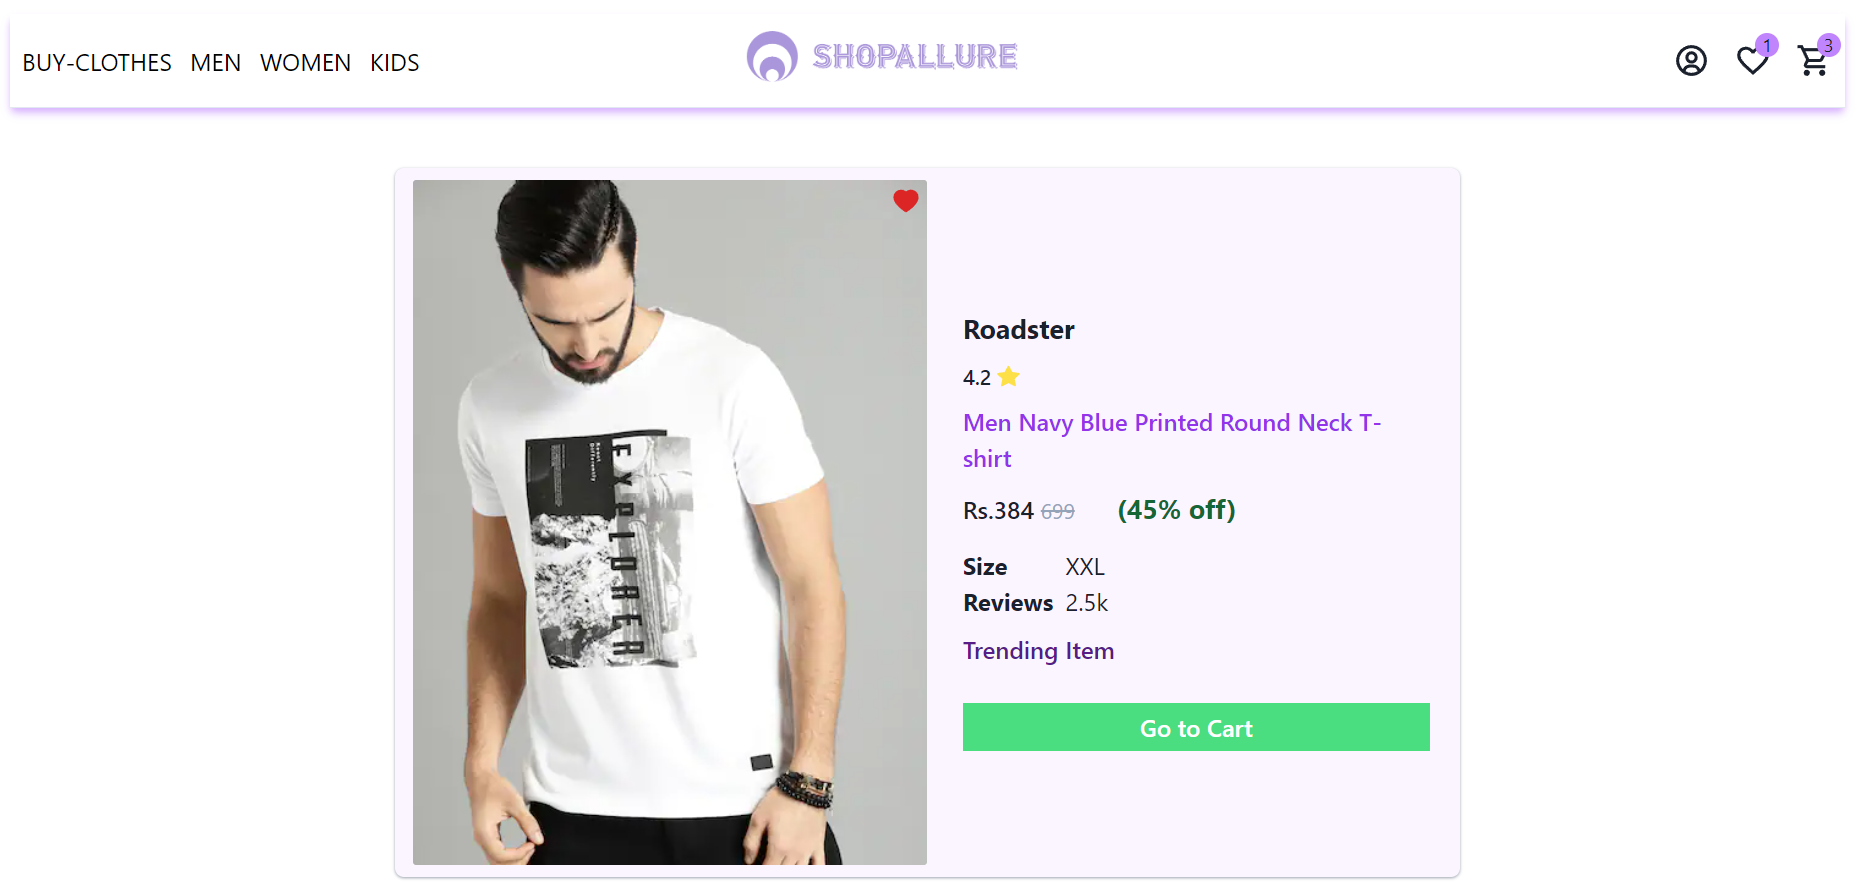 BUY-CLOTHES MEN WOMEN KIDS
SHOPALLURE
1
3
EXPLORER
Roadster
4.2
Men Navy Blue Printed Round Neck T-
shirt
Rs.384 699 (45% off)
Size XXL
Reviews 2.5k
Trending Item
Go to Cart